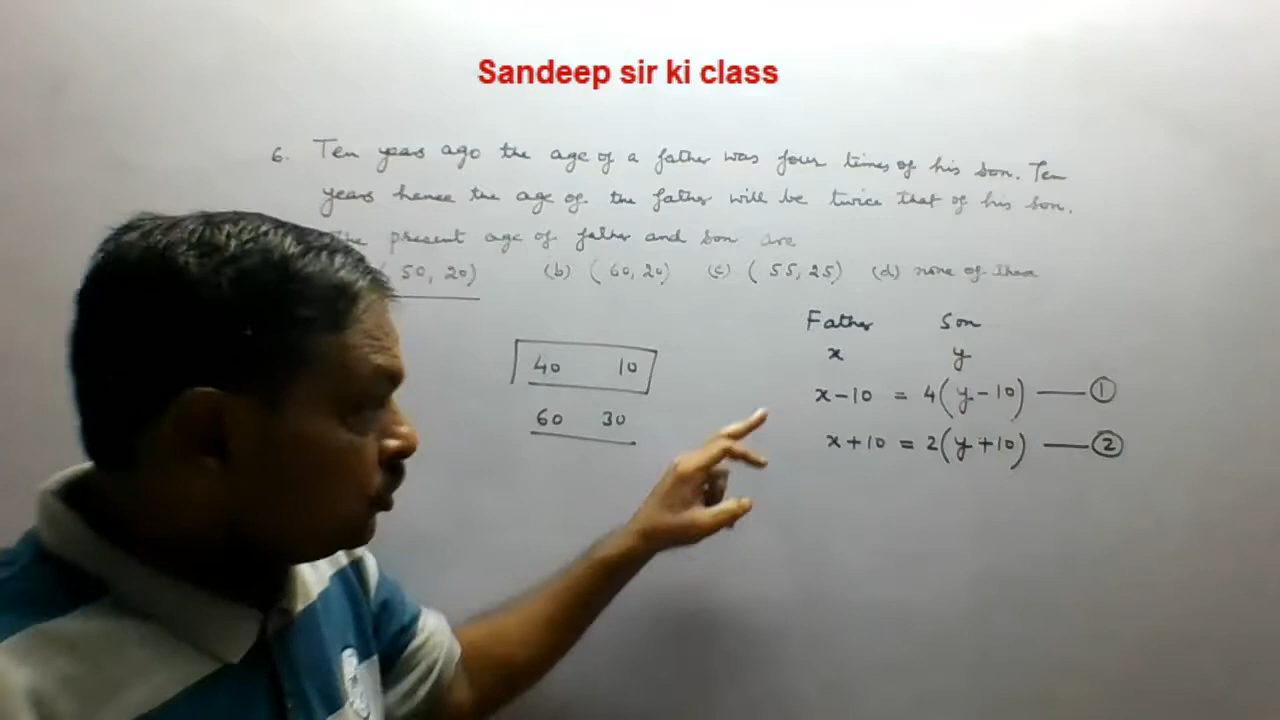 Sandeep sir ki class
6. Ten years ago the age of a father was four times of his son. Ten
years hence the age of the father will be twice that of his son.
present age of father and son are
50, 20) (b) (60, 20) (c) (55, 25) (d) none of these
Father Son
x y
40 10
x-10 = 4(y-10) — ①
60 30
x+10 = 2(y+10) — ②